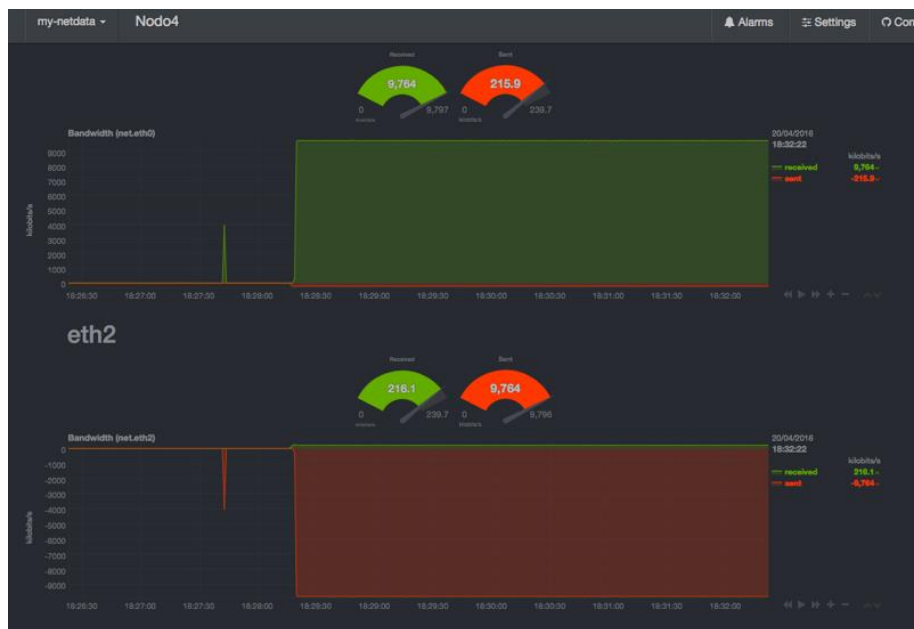 my-netdata Nodo4 Alarms Settings Con
Received Sent
9,764 215.9
0 9,797 0 239.7
kilobits/s kilobits/s
Bandwidth (net.eth0)
20/04/2016
18:32:22
kilobits/s
received 9,764
sent -215.9
kilobits/s
9000
8000
7000
6000
5000
4000
3000
2000
1000
0
18:26:30 18:27:00 18:27:30 18:28:00 18:28:30 18:29:00 18:29:30 18:30:00 18:30:30 18:31:00 18:31:30 18:32:00
eth2
Received Sent
216.1 9,764
0 239.7 0 9,796
kilobits/s kilobits/s
Bandwidth (net.eth2)
20/04/2016
18:32:22
kilobits/s
received 216.1
sent -9,764
kilobits/s
0
-1000
-2000
-3000
-4000
-5000
-6000
-7000
-8000
-9000
18:26:30 18:27:00 18:27:30 18:28:00 18:28:30 18:29:00 18:29:30 18:30:00 18:30:30 18:31:00 18:31:30 18:32:00